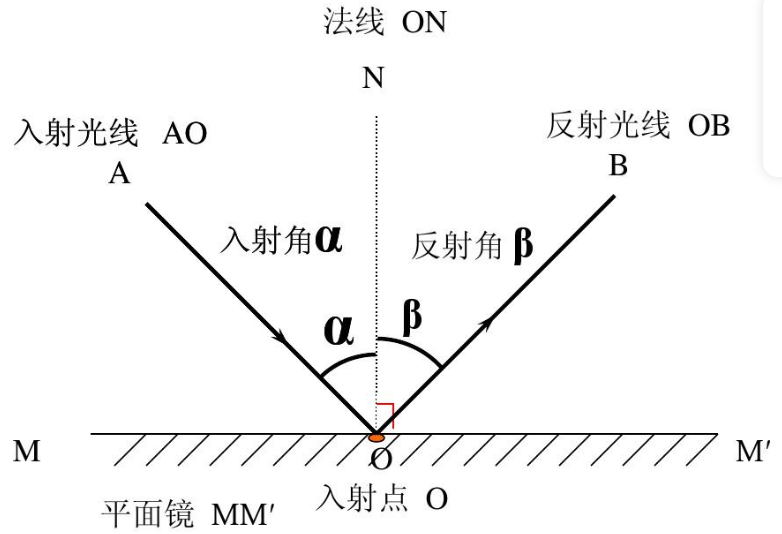 法线 ON
N
入射光线 AO
反射光线 OB
A
B
入射角α
反射角β
α
β
M
O
M′
入射点 O
平面镜 MM′